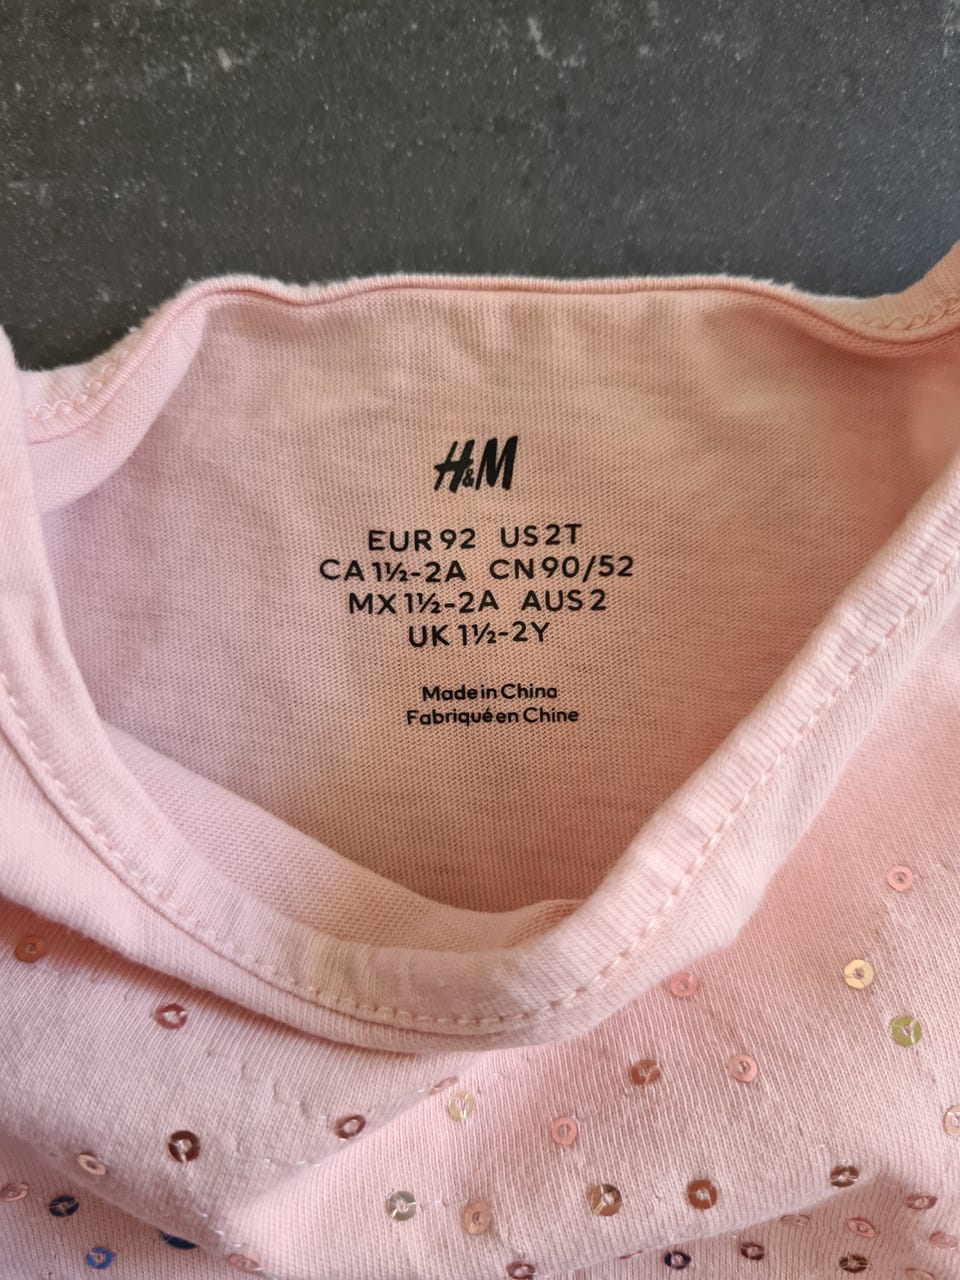 H&M
EUR 92 US 2T
CA 1½-2A CN 90/52
MX 1½-2A AUS 2
UK 1½-2Y
Made in China
Fabriqué en Chine